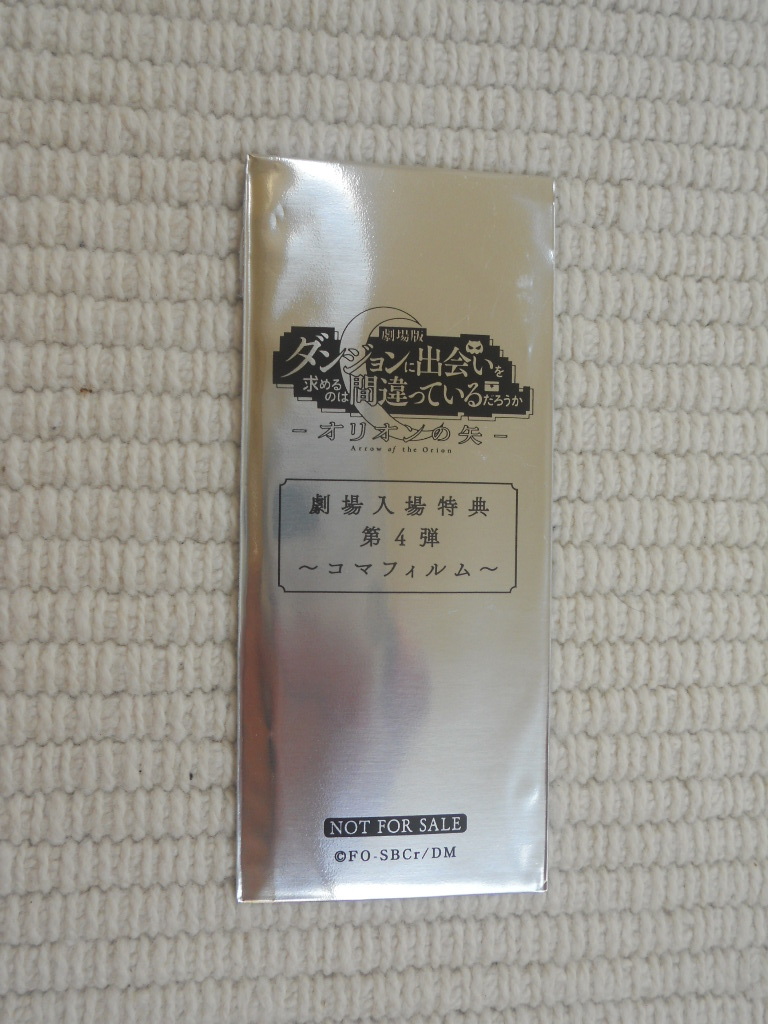 劇場版
ダンジョンに出会いを
求める
のは間違っているだろうか
- オリオンの矢 -
Arrow of the Orion
劇場入場特典
第4弾
～コマフィルム～
NOT FOR SALE
©FO-SBCr/DM